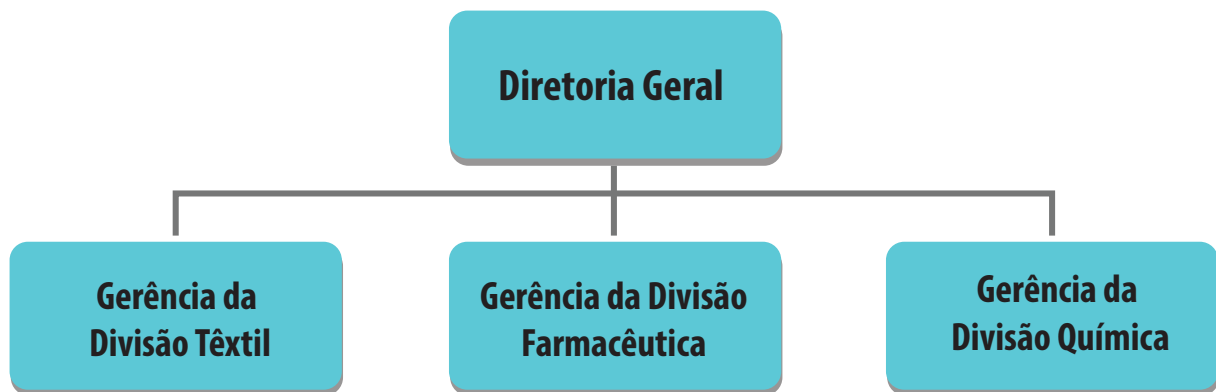 Diretoria Geral
Gerência da
Divisão Têxtil
Gerência da Divisão
Farmacêutica
Gerência da
Divisão Química